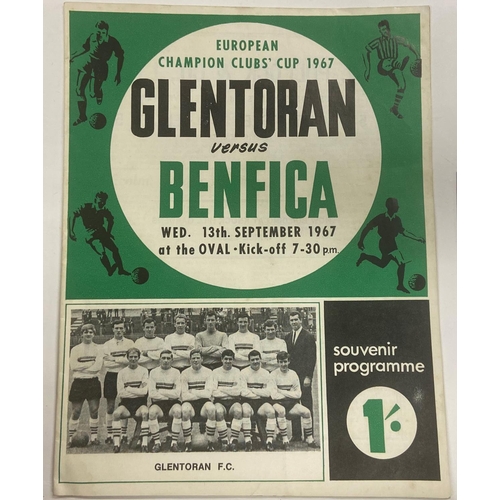 EUROPEAN
CHAMPION CLUBS' CUP 1967
GLENTORAN
versus
BENFICA
WED. 13th. SEPTEMBER 1967
at the OVAL · Kick-off 7-30 p.m.
souvenir
programme
1/-
GLENTORAN F.C.